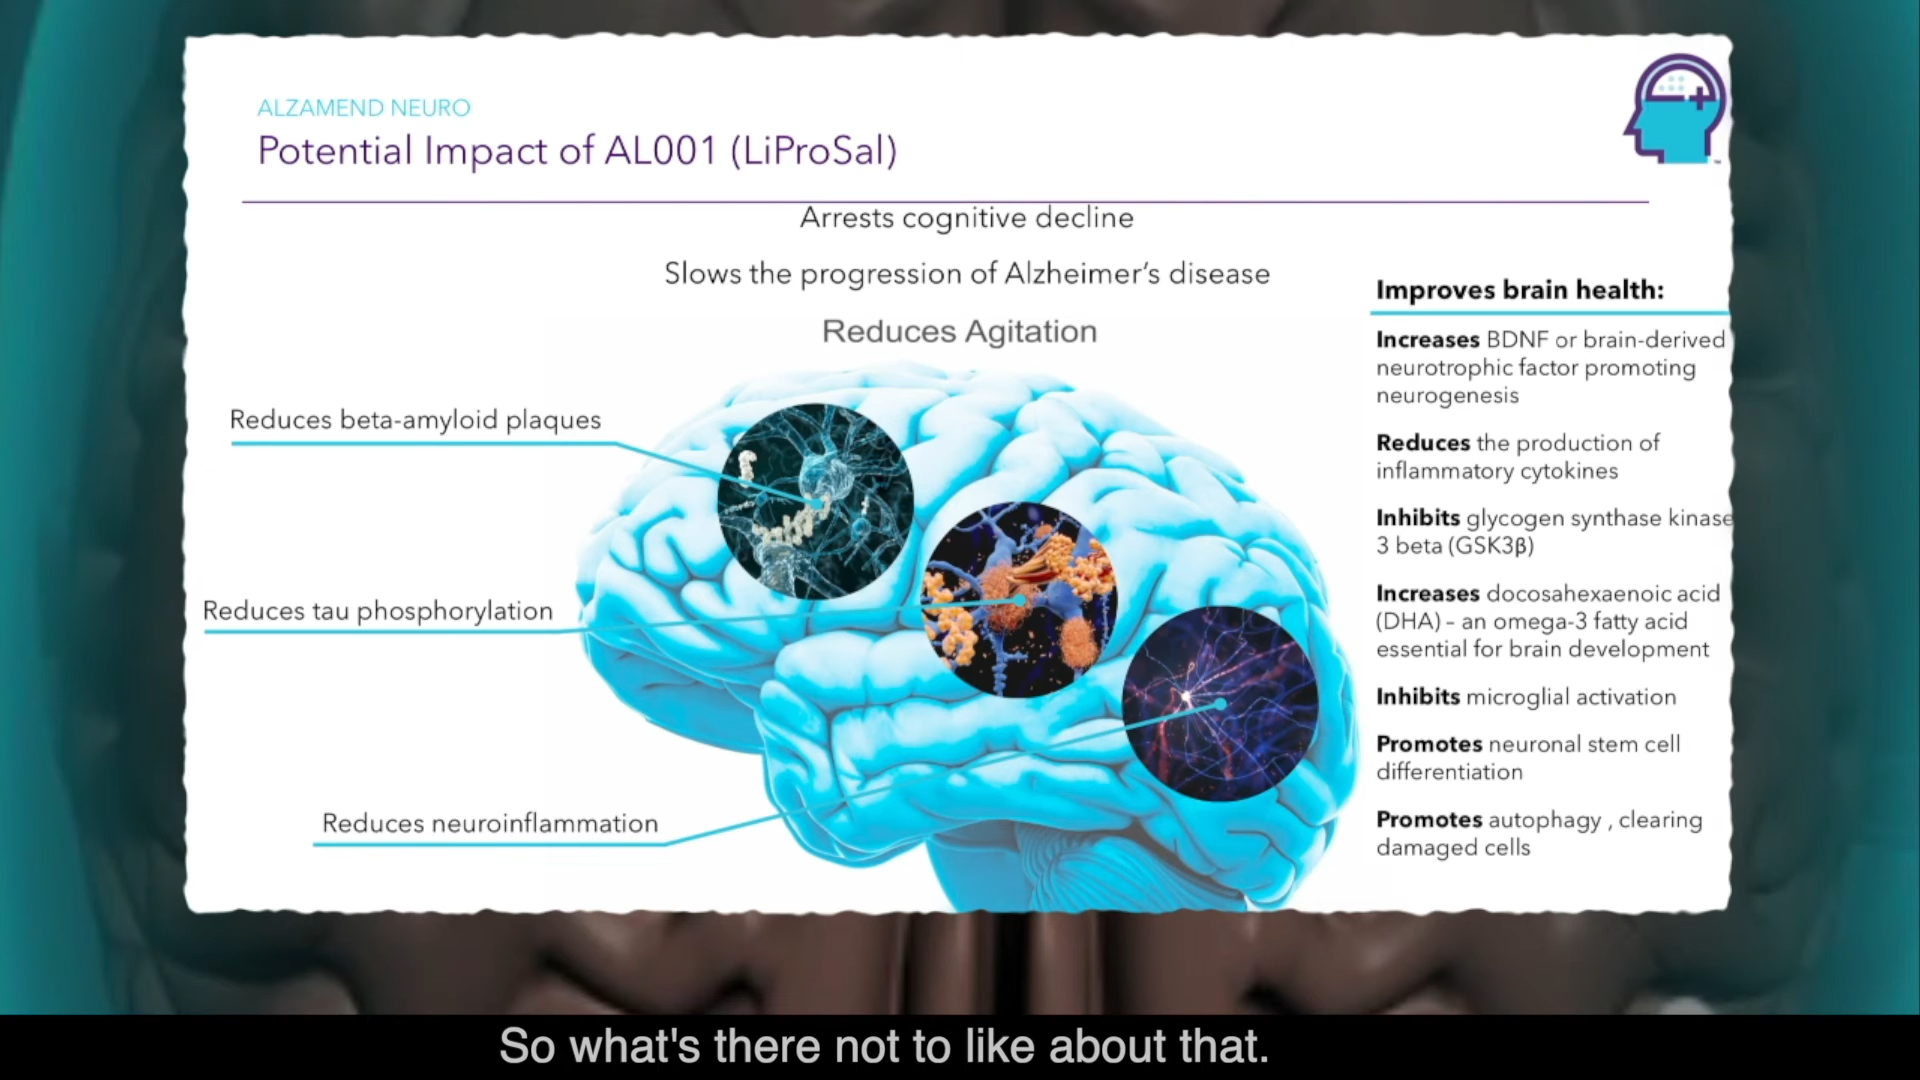 ALZAMEND NEURO
Potential Impact of AL001 (LiProSal)
Arrests cognitive decline
Slows the progression of Alzheimer's disease
Reduces Agitation
Reduces beta-amyloid plaques
Reduces tau phosphorylation
Reduces neuroinflammation
Improves brain health:
Increases BDNF or brain-derived
neurotrophic factor promoting
neurogenesis
Reduces the production of
inflammatory cytokines
Inhibits glycogen synthase kinase
3 beta (GSK3β)
Increases docosahexaenoic acid
(DHA) – an omega-3 fatty acid
essential for brain development
Inhibits microglial activation
Promotes neuronal stem cell
differentiation
Promotes autophagy , clearing
damaged cells
So what's there not to like about that.